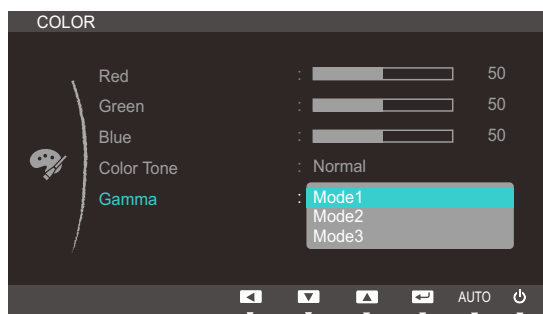 COLOR
Red : 50
Green : 50
Blue : 50
Color Tone : Normal
Gamma : Mode1
Mode2
Mode3
AUTO